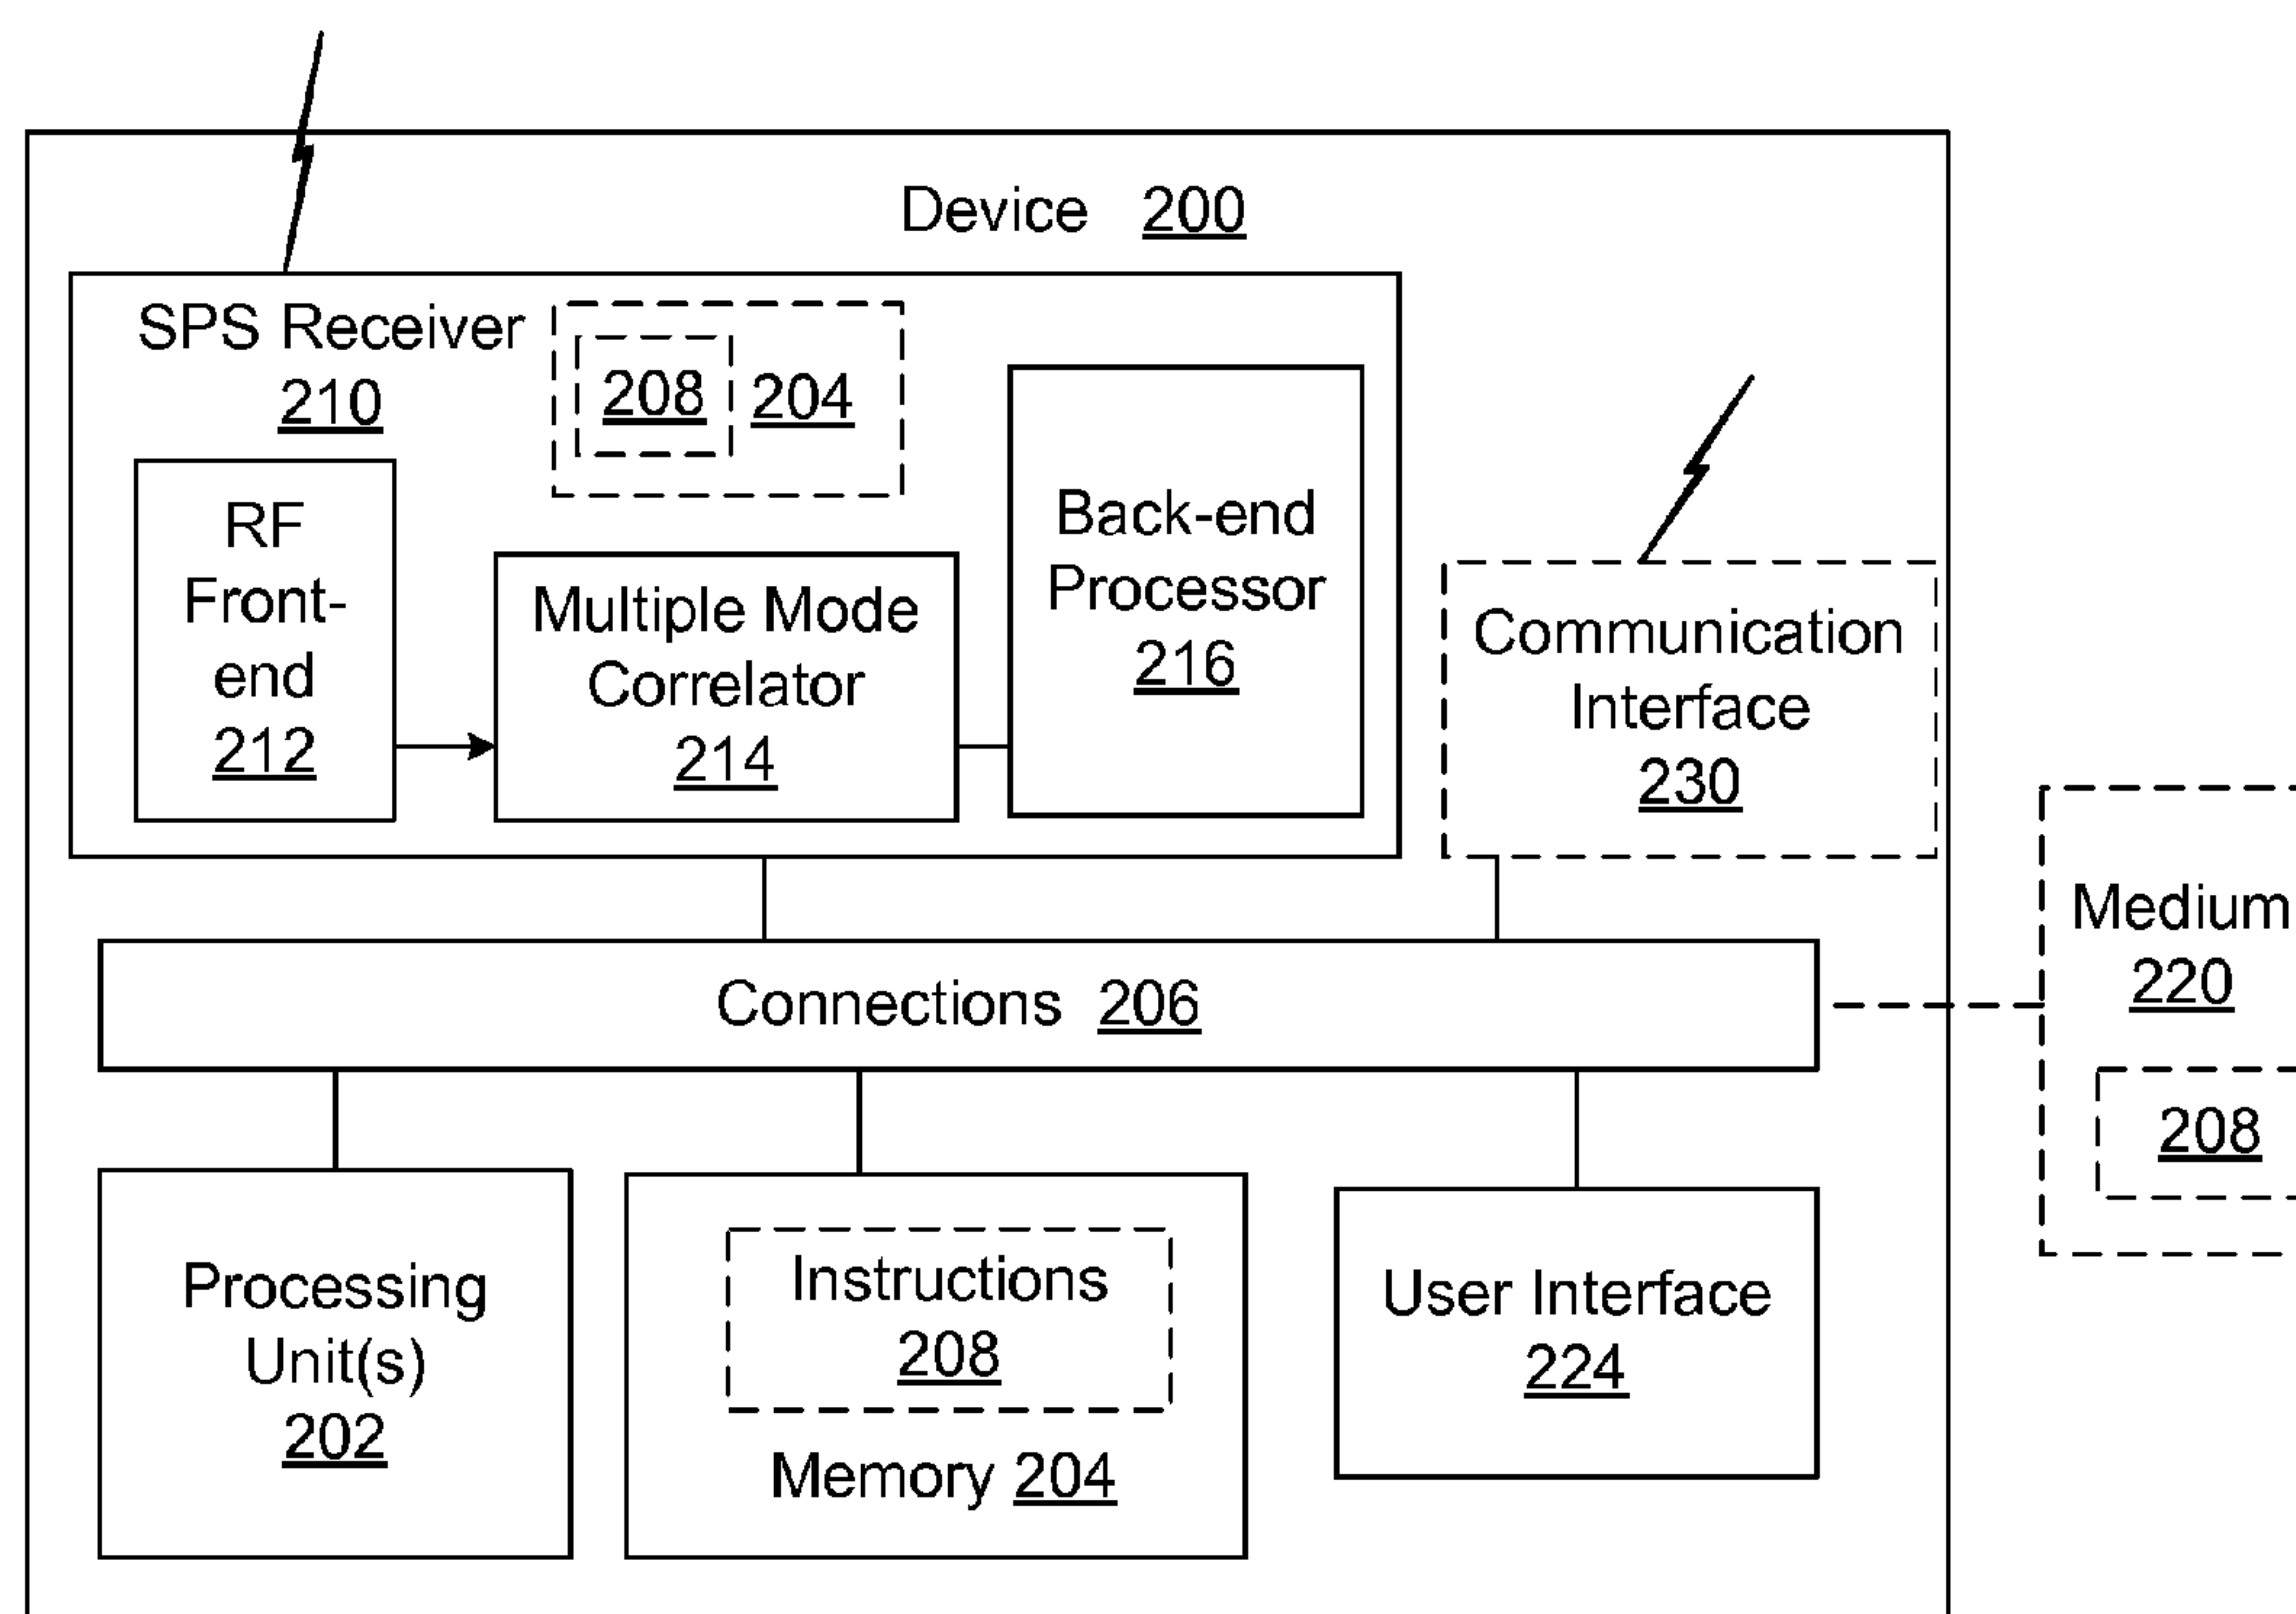 Device 200
SPS Receiver
210
208 204
RF
Front-
end
212
Multiple Mode
Correlator
214
Back-end
Processor
216
Communication
Interface
230
Medium
220
208
Connections 206
Processing
Unit(s)
202
Instructions
208
Memory 204
User Interface
224